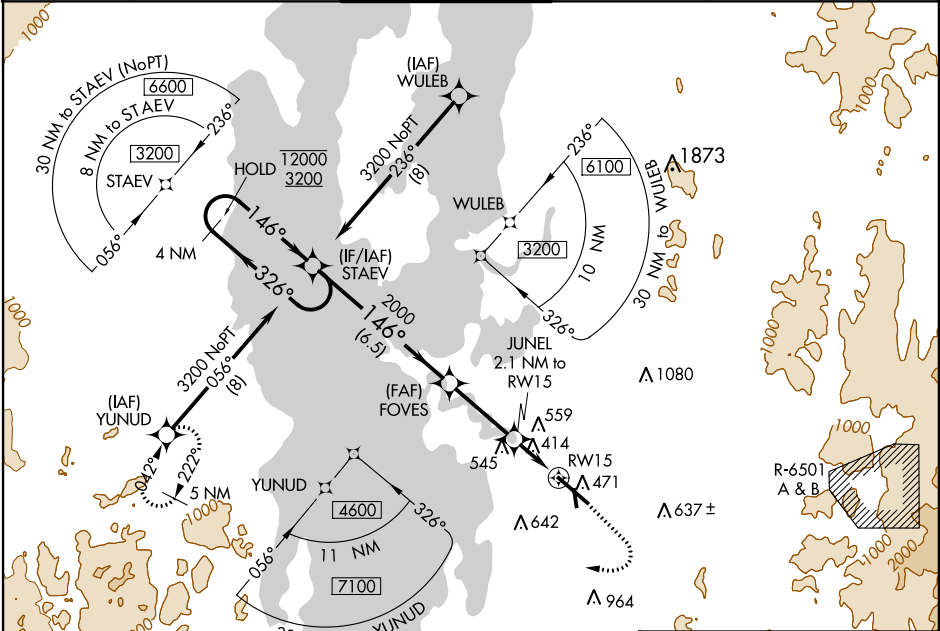 1000
(IAF)
WULEB
30 NM to STAEV (NoPT)
6600
8 NM to STAEV
236°
3200
STAEV
056°
HOLD
12000
3200
3200 NoPT
236°
(8)
146°
4 NM
326°
(IF/IAF)
STAEV
236°
6100
WULEB
3200
10 NM
30 NM to WULEB
326°
1873
1000
1000
1000
1000
2000
146°
(6.5)
JUNEL
2.1 NM to
RW15
1080
3200 NoPT
056°
(8)
(IAF)
YUNUD
(FAF)
FOVES
559
414
545
RW15
471
042°
222°
5 NM
1000
YUNUD
4600
326°
11 NM
056°
7100
YUNUD
642
637±
964
1000
R-6501
A & B
1000
2000